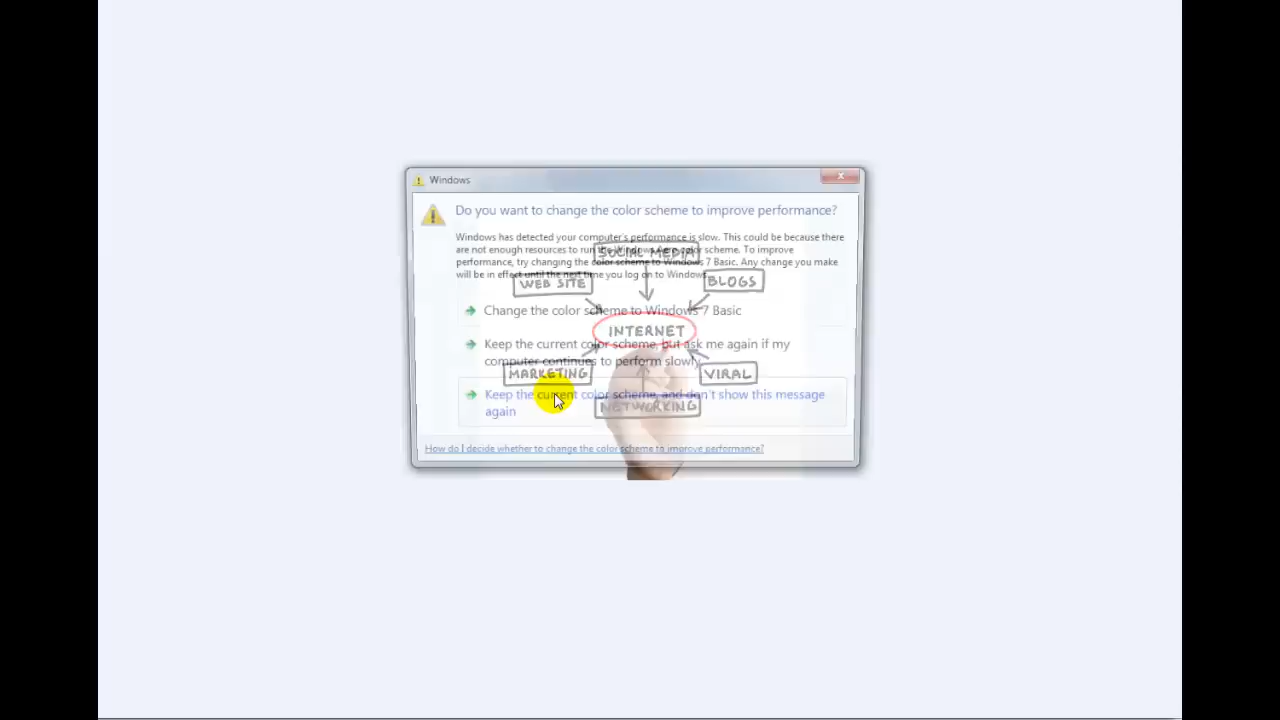 Windows
Do you want to change the color scheme to improve performance?
Windows has detected your computer's performance is slow. This could be because there
are not enough resources to run the Windows Aero color scheme. To improve
performance, try changing the color scheme to Windows 7 Basic. Any change you make
will be in effect until the next time you log on to Windows.
SOCIAL MEDIA
WEB SITE
BLOGS
Change the color scheme to Windows 7 Basic
INTERNET
Keep the current color scheme, but ask me again if my
computer continues to perform slowly
MARKETING
VIRAL
Keep the current color scheme, and don't show this message
again
NETWORKING
How do I decide whether to change the color scheme to improve performance?